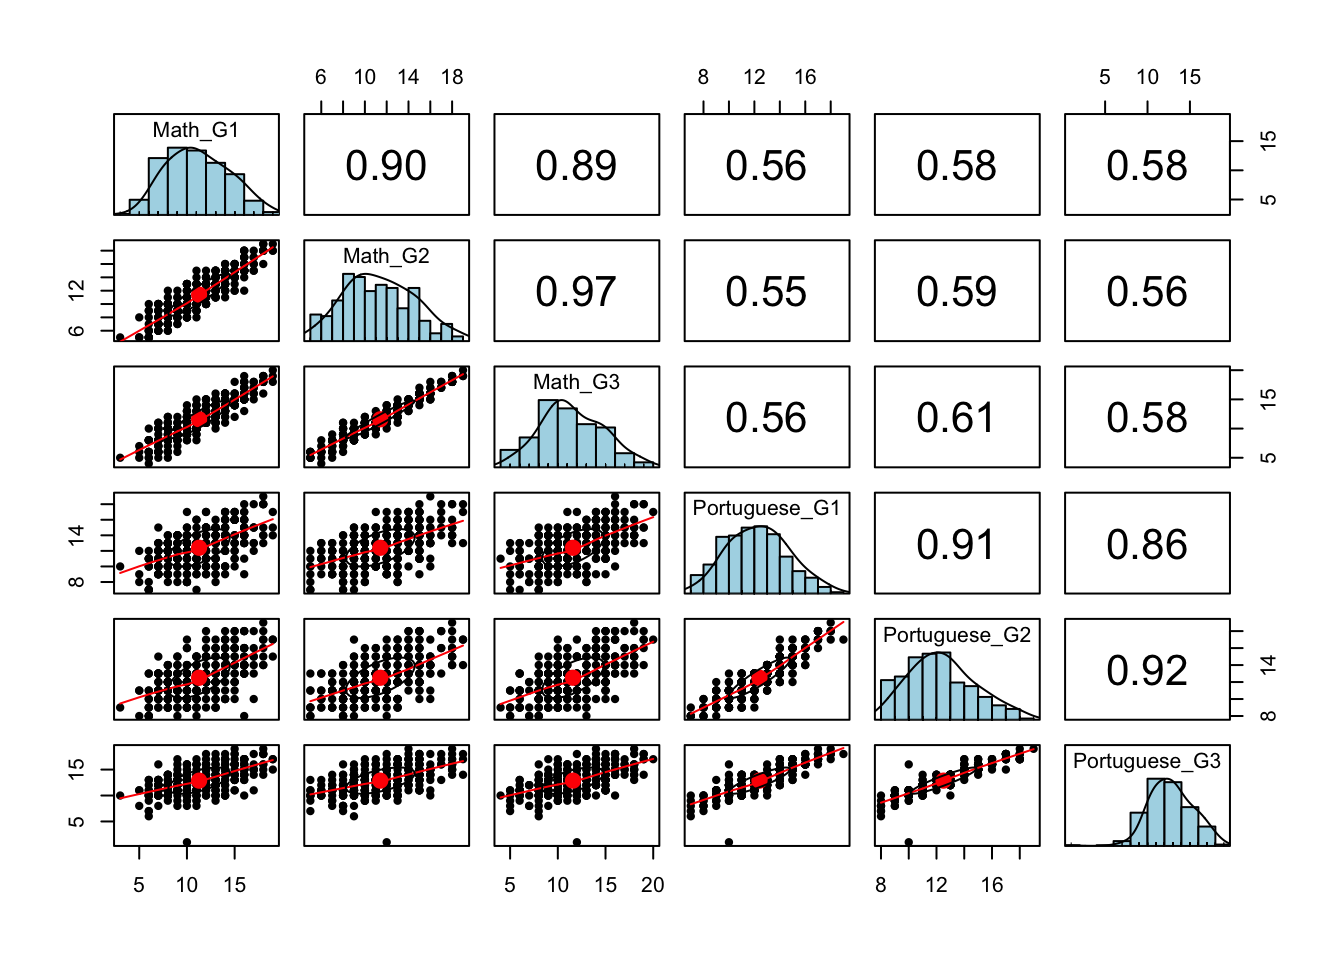 6 10 14 18 8 12 16 5 10 15
Math_G1 0.90 0.89 0.56 0.58 0.58 5 15
6 12 Math_G2 0.97 0.55 0.59 0.56
Math_G3 0.56 0.61 0.58 5 15
8 14 Portuguese_G1 0.91 0.86
Portuguese_G2 0.92 8 14
5 15 Portuguese_G3
5 10 15 5 10 15 20 8 12 16